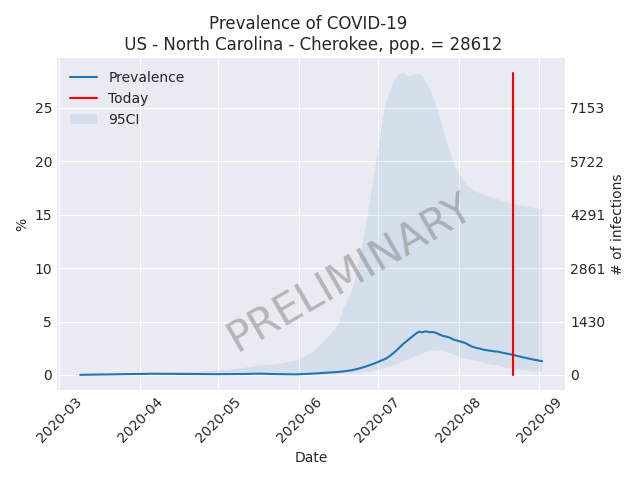 Prevalence of COVID-19
US - North Carolina - Cherokee, pop. = 28612
Prevalence
Today
95CI
25
20
15
10
5
0
%
7153
5722
4291
2861
1430
0
# of infections
PRELIMINARY
2020-03
2020-04
2020-05
2020-06
2020-07
2020-08
2020-09
Date